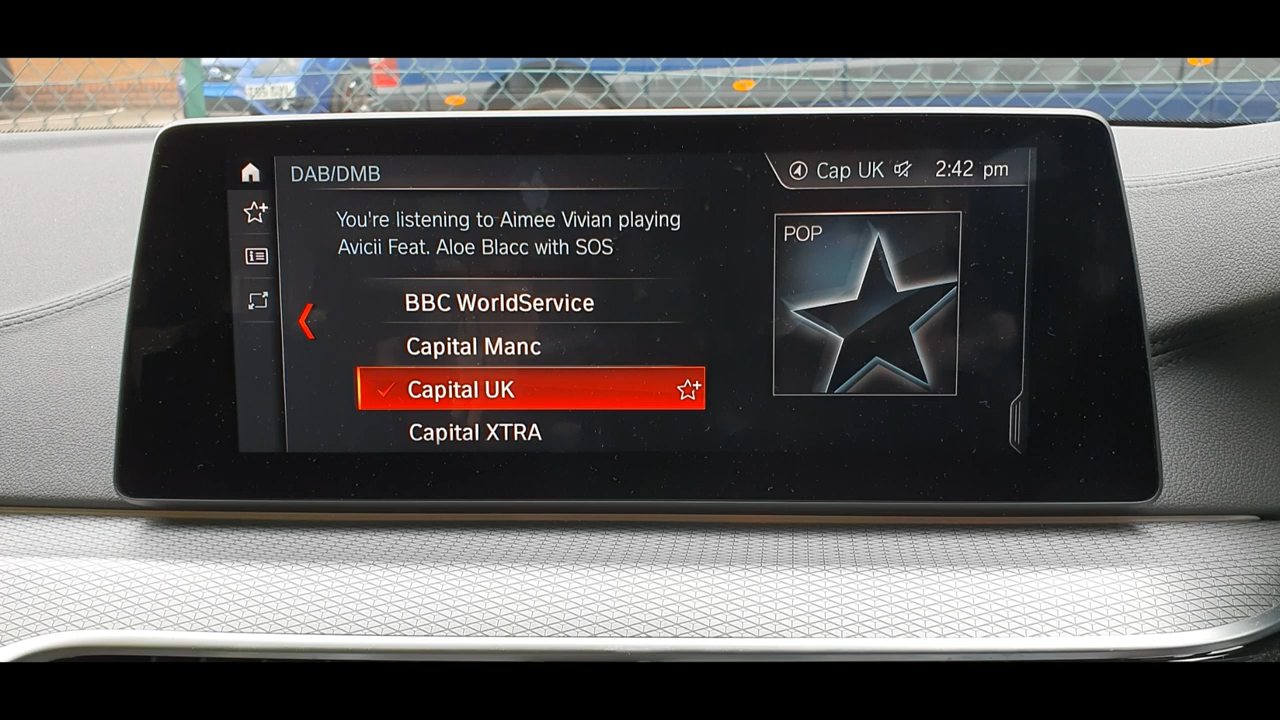 DAB/DMB
Cap UK
2:42 pm
You're listening to Aimee Vivian playing
Avicii Feat. Aloe Blacc with SOS
POP
BBC WorldService
Capital Manc
Capital UK
Capital XTRA